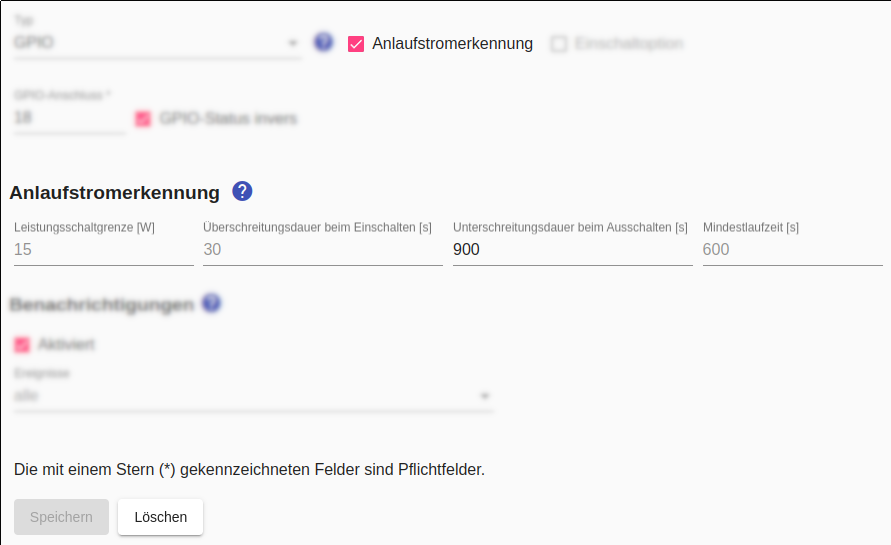 Typ
GPIO
Anlaufstromerkennung
Einschaltoption
GPIO-Anschluss *
18
GPIO-Status invers
Anlaufstromerkennung
Leistungsschaltgrenze [W]
Überschreitungsdauer beim Einschalten [s]
Unterschreitungsdauer beim Ausschalten [s]
Mindestlaufzeit [s]
15
30
900
600
Benachrichtigungen
Aktiviert
Ereignisse
alle
Die mit einem Stern (*) gekennzeichneten Felder sind Pflichtfelder.
Speichern
Löschen